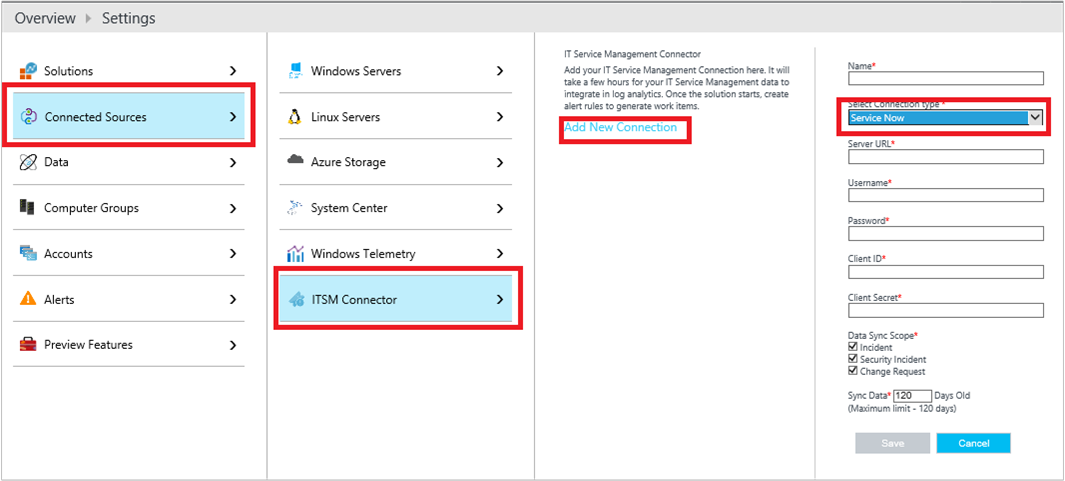 Overview
Settings
Solutions
Connected Sources
Data
Computer Groups
Accounts
Alerts
Preview Features
Windows Servers
Linux Servers
Azure Storage
System Center
Windows Telemetry
ITSM Connector
IT Service Management Connector
Add your IT Service Management Connection here. It will
take a few hours for your IT Service Management data to
integrate in log analytics. Once the solution starts, create
alert rules to generate work items.
Add New Connection
Name*
Select Connection type *
Service Now
Server URL*
Username*
Password*
Client ID*
Client Secret*
Data Sync Scope*
Incident
Security Incident
Change Request
Sync Data* 120 Days Old
(Maximum limit - 120 days)
Save
Cancel